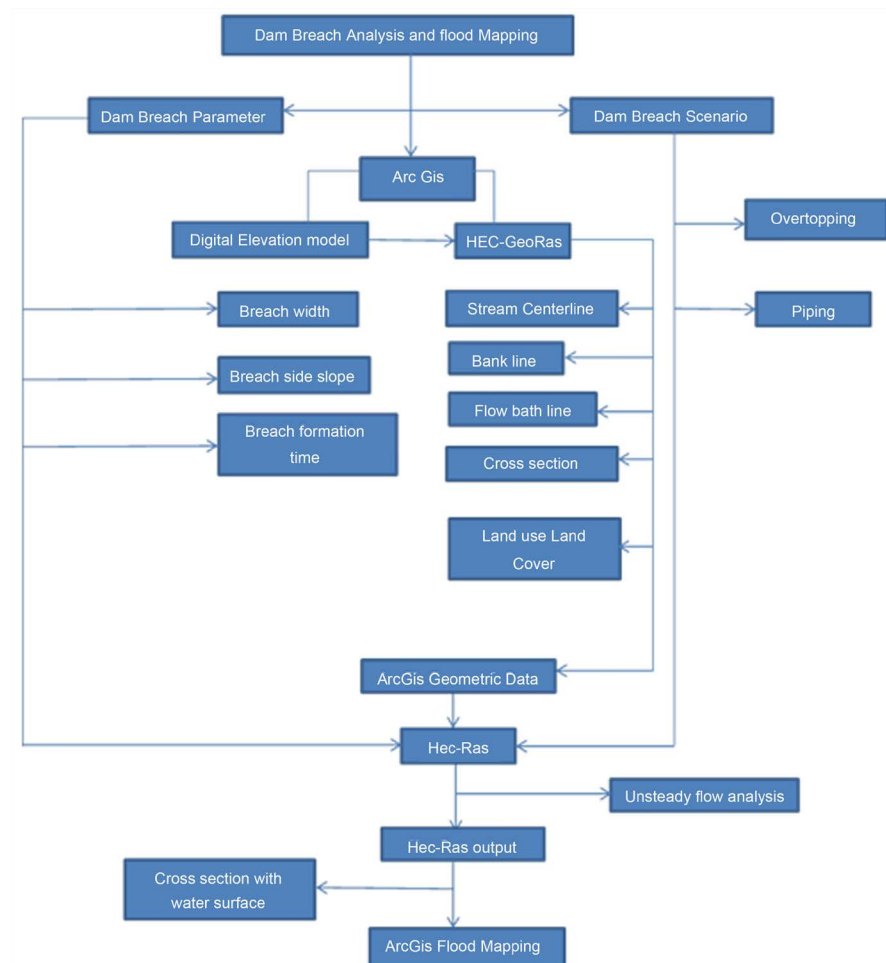 Dam Breach Analysis and flood Mapping
Dam Breach Parameter
Dam Breach Scenario
Arc Gis
Overtopping
Digital Elevation model
HEC-GeoRas
Breach width
Stream Centerline
Piping
Bank line
Breach side slope
Flow bath line
Breach formation
time
Cross section
Land use Land
Cover
ArcGis Geometric Data
Hec-Ras
Unsteady flow analysis
Hec-Ras output
Cross section with
water surface
ArcGis Flood Mapping